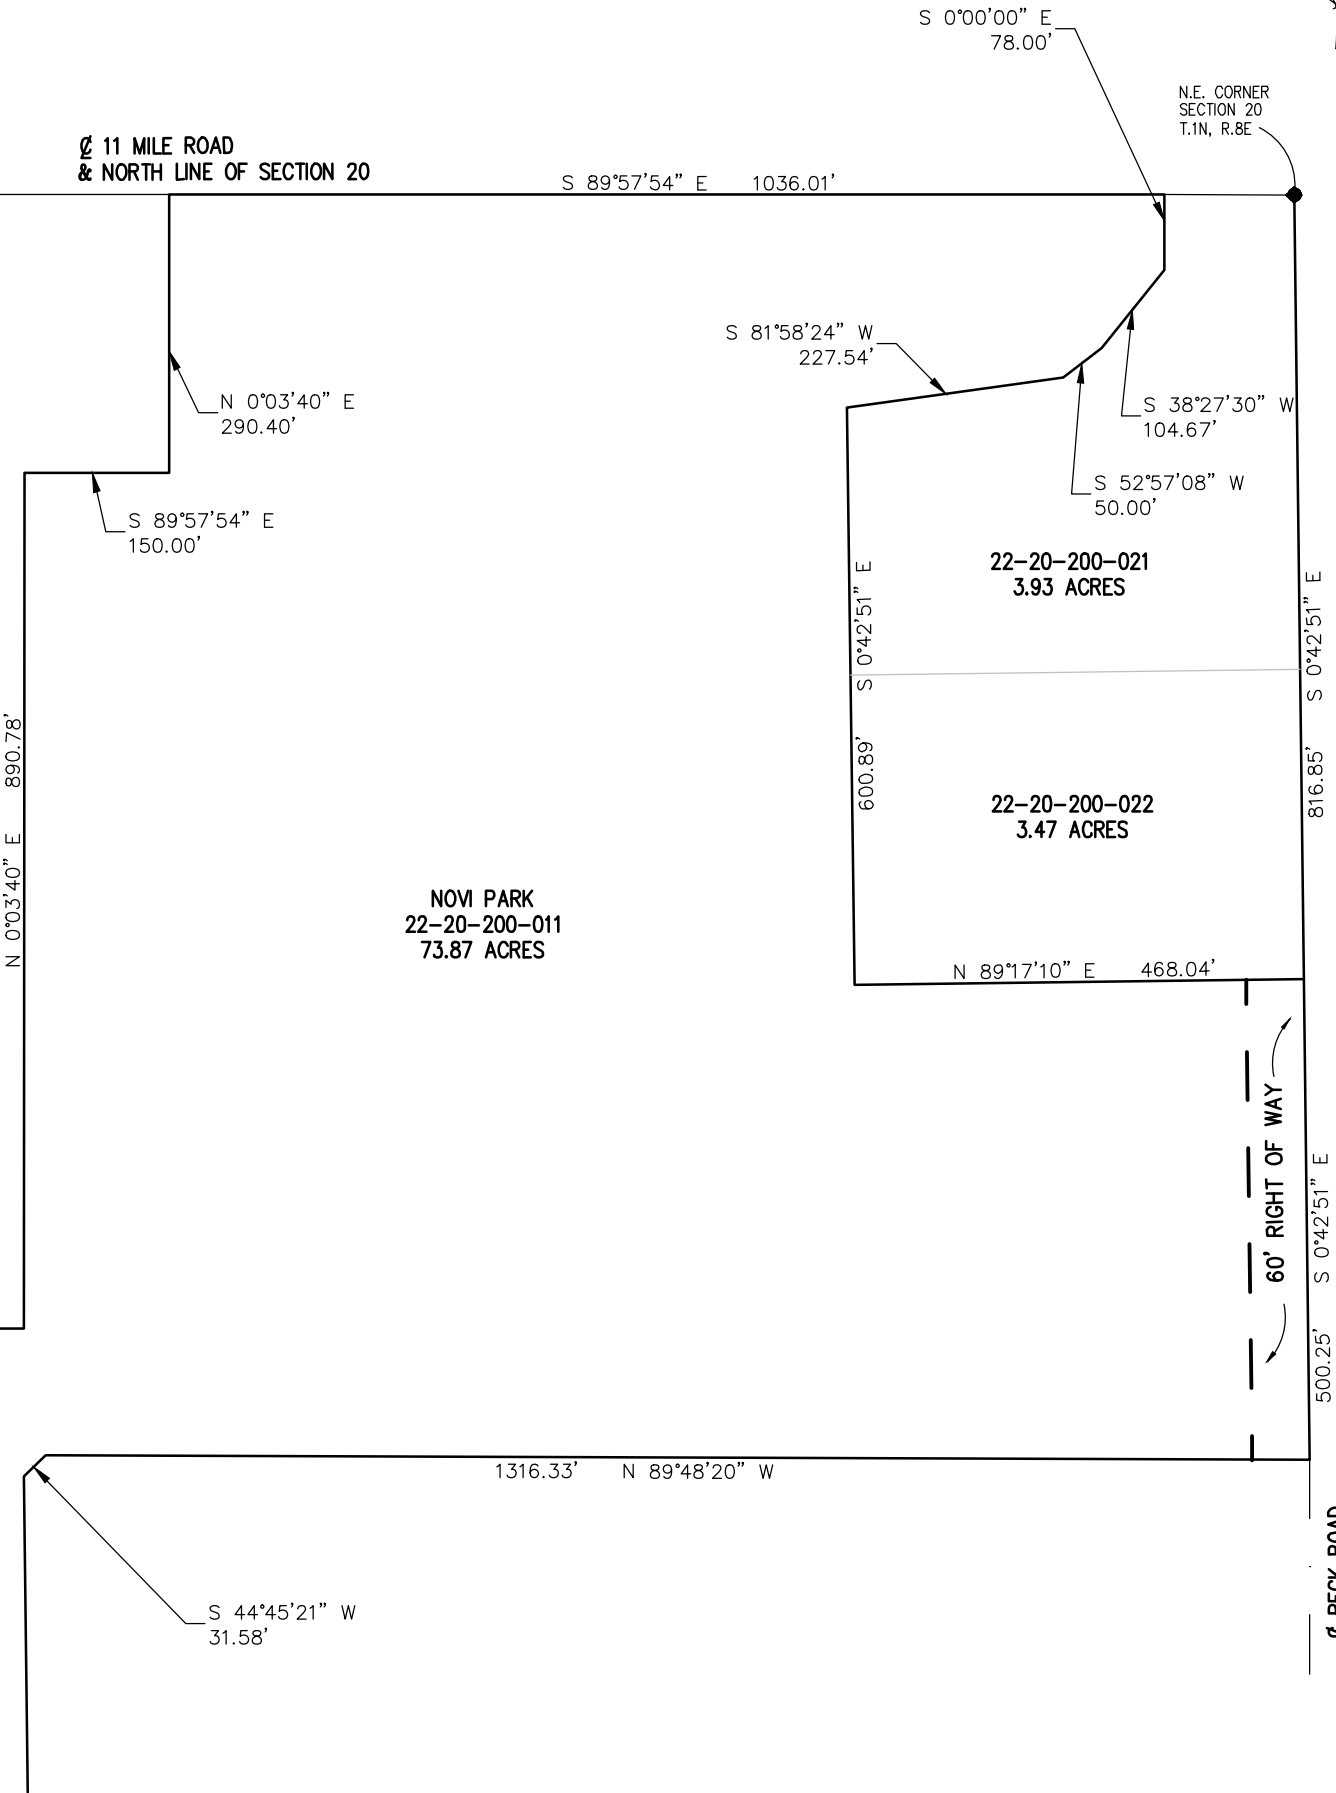 S 0°00'00" E
78.00'
N.E. CORNER
SECTION 20
T.1N, R.8E
℄ 11 MILE ROAD
& NORTH LINE OF SECTION 20
S 89°57'54" E 1036.01'
S 81°58'24" W
227.54'
N 0°03'40" E
290.40'
S 38°27'30" W
104.67'
S 52°57'08" W
50.00'
S 89°57'54" E
150.00'
22-20-200-021
3.93 ACRES
600.89' S 0°42'51" E
816.85' S 0°42'51" E
N 0°03'40" E 890.78'
22-20-200-022
3.47 ACRES
NOVI PARK
22-20-200-011
73.87 ACRES
N 89°17'10" E 468.04'
60' RIGHT OF WAY
500.25' S 0°42'51" E
1316.33' N 89°48'20" W
S 44°45'21" W
31.58'
℄ BECK ROAD